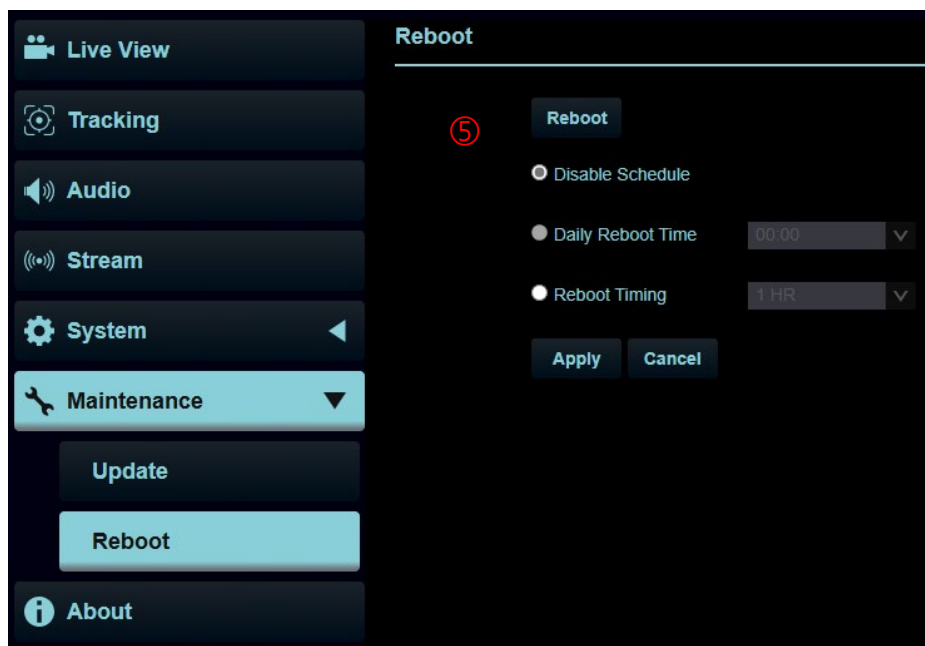 Live View
Tracking
Audio
Stream
System
Maintenance
Update
Reboot
About
Reboot
⑤
Reboot
Disable Schedule
Daily Reboot Time 00:00
Reboot Timing 1 HR
Apply Cancel